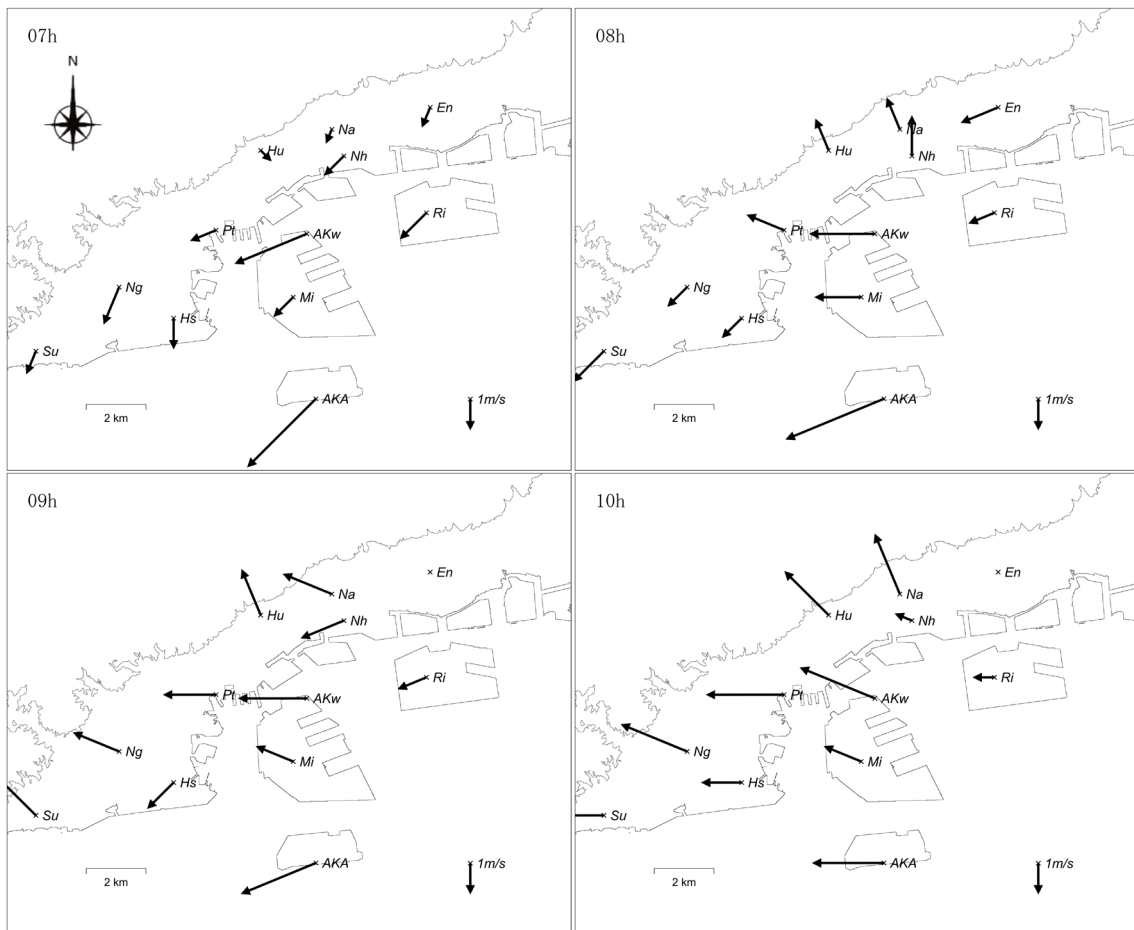 07h
N
En
Na
Hu
Nh
Ri
Pt
AKw
Ng
Mi
Hs
Su
AKA
1m/s
2 km
08h
En
Na
Hu
Nh
Ri
Pt
AKw
Ng
Mi
Hs
Su
AKA
1m/s
2 km
09h
En
Na
Hu
Nh
Ri
Pt
AKw
Ng
Mi
Hs
Su
AKA
1m/s
2 km
10h
En
Na
Hu
Nh
Ri
Pt
AKw
Ng
Mi
Hs
Su
AKA
1m/s
2 km